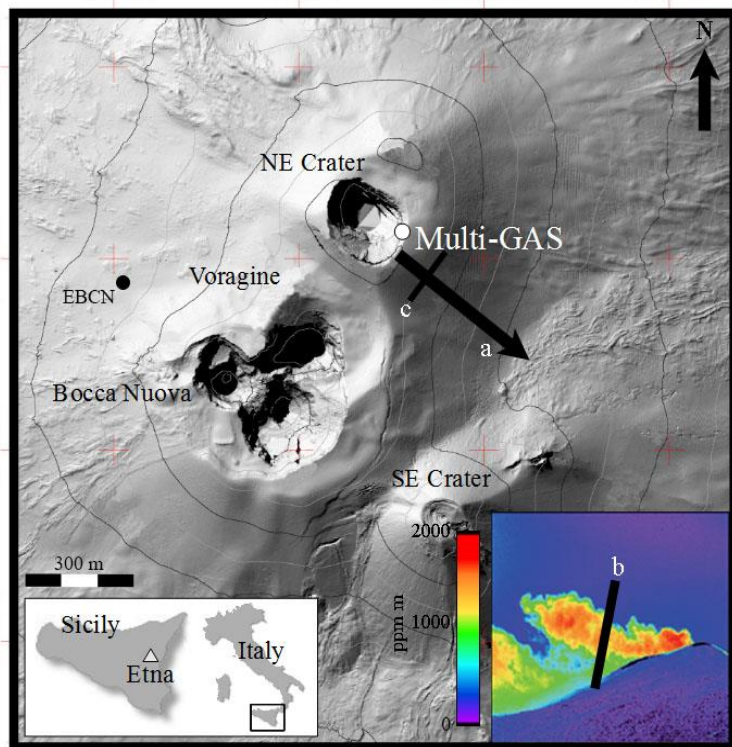 N
NE Crater
Multi-GAS
Voragine
EBCN
c
a
Bocca Nuova
SE Crater
300 m
2000
1000
0
ppm m
b
Sicily
Etna
Italy